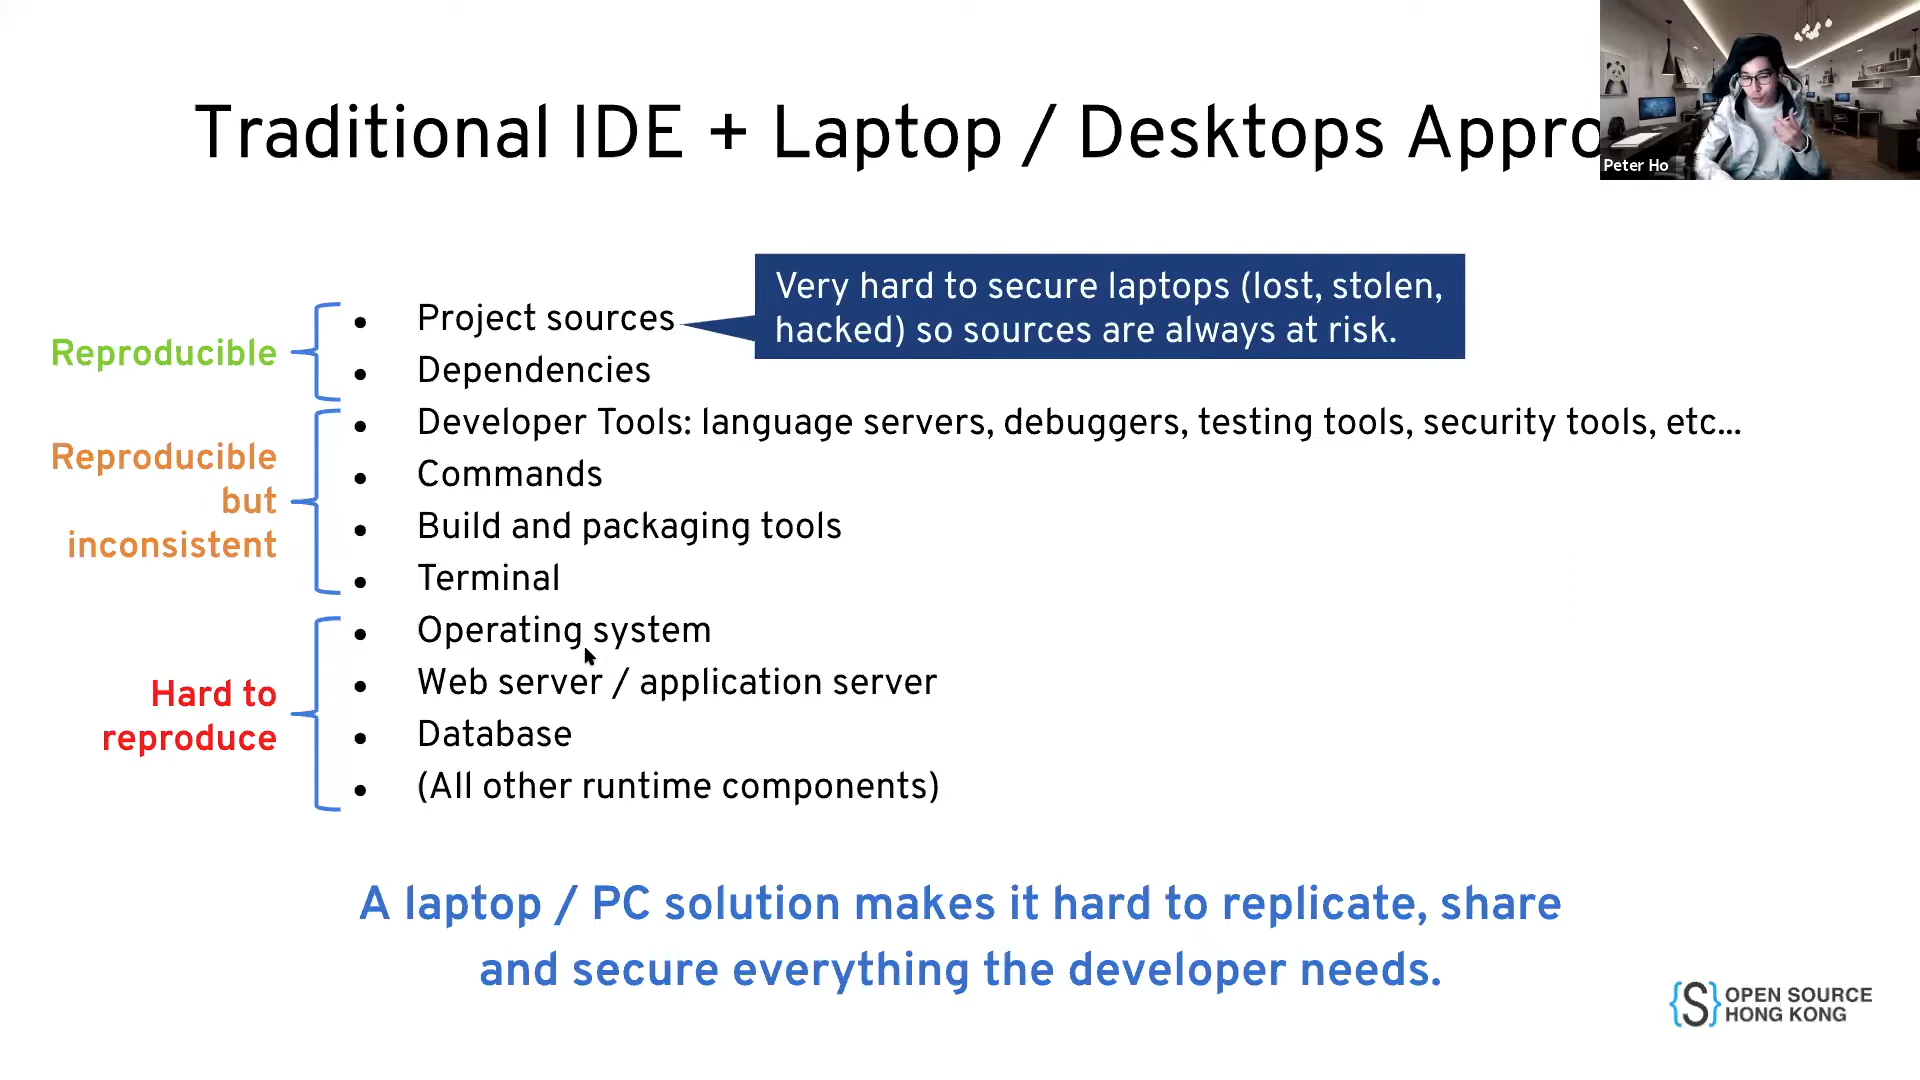 Traditional IDE + Laptop / Desktops Appro
Peter Ho
Very hard to secure laptops (lost, stolen,
hacked) so sources are always at risk.
Reproducible
• Project sources
• Dependencies
Reproducible
but
inconsistent
• Developer Tools: language servers, debuggers, testing tools, security tools, etc...
• Commands
• Build and packaging tools
• Terminal
Hard to
reproduce
• Operating system
• Web server / application server
• Database
• (All other runtime components)
A laptop / PC solution makes it hard to replicate, share
and secure everything the developer needs.
{S} OPEN SOURCE
HONG KONG